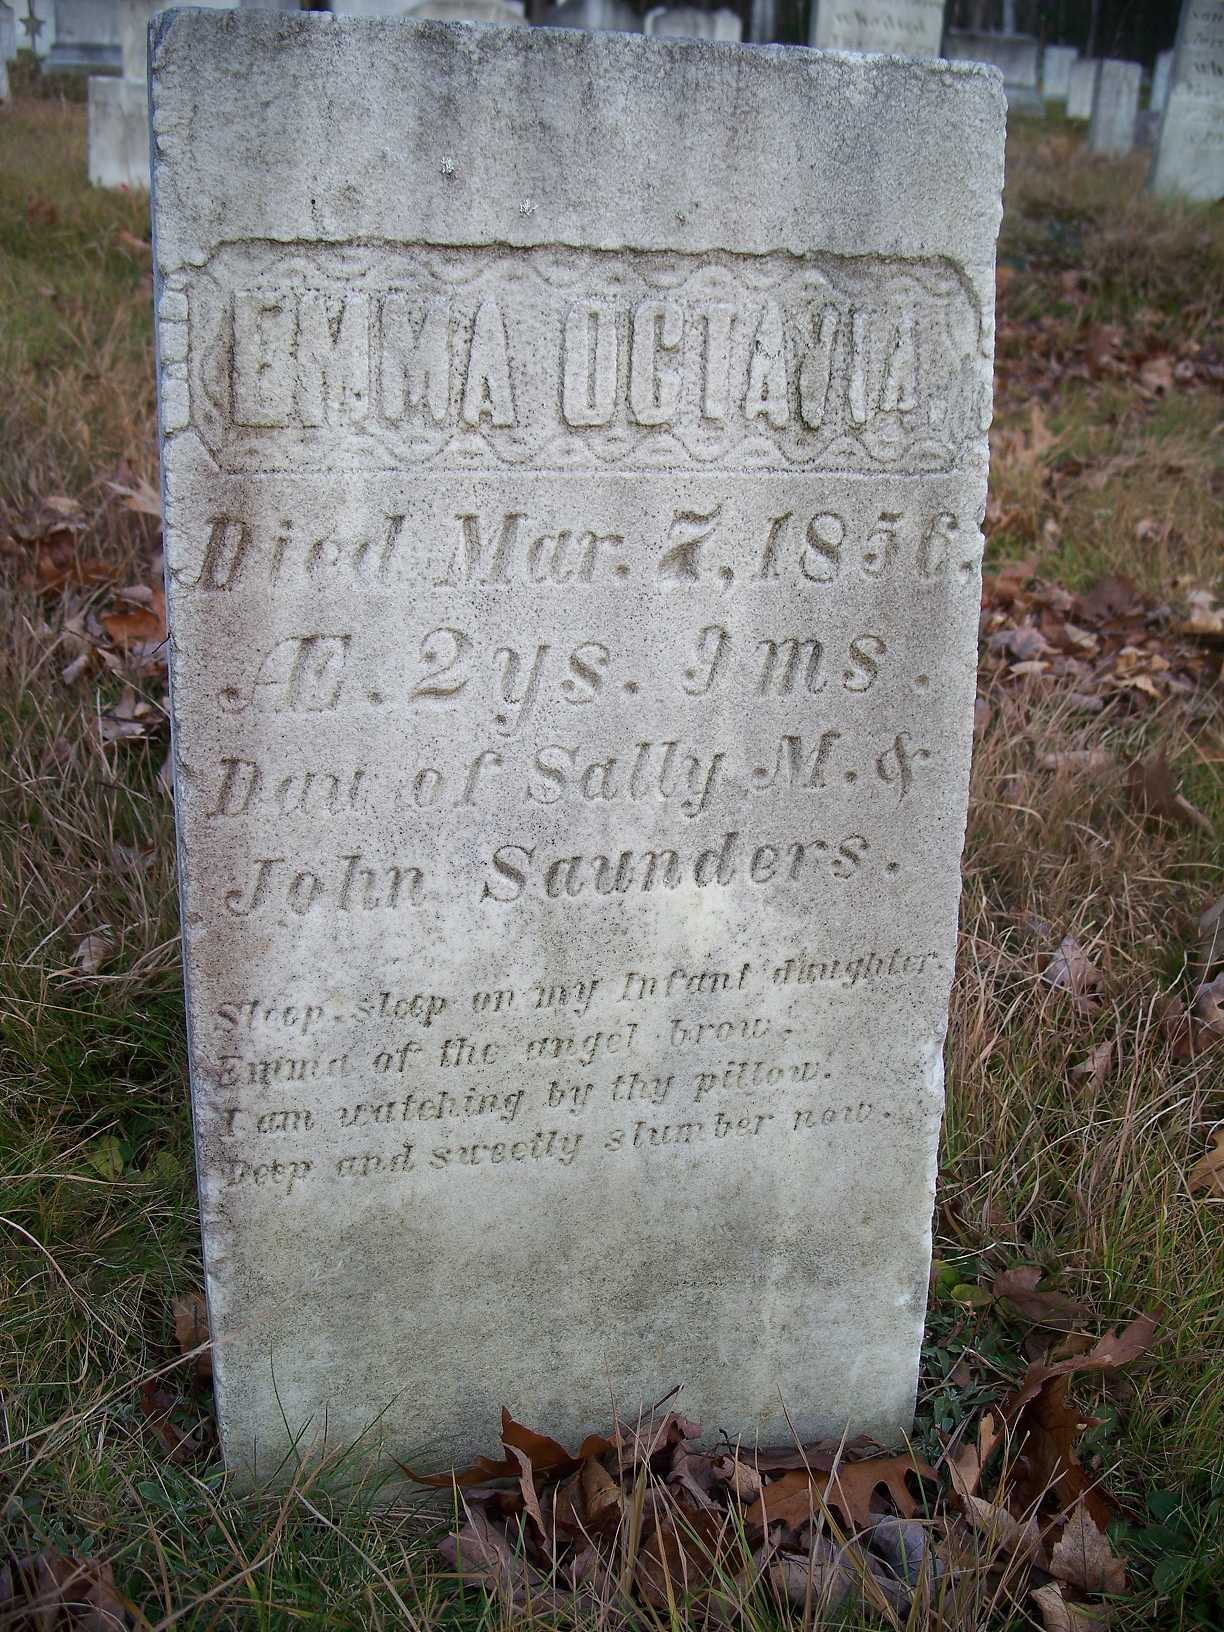 EMMA OCTAVIA.
Died Mar. 7, 1856.
Æ. 2 ys. 9 ms.
Dau of Sally M. &
John Saunders.
Sleep, sleep on my Infant daughter
Emma of the angel brow.
I am watching by thy pillow.
Deep and sweetly slumber now.